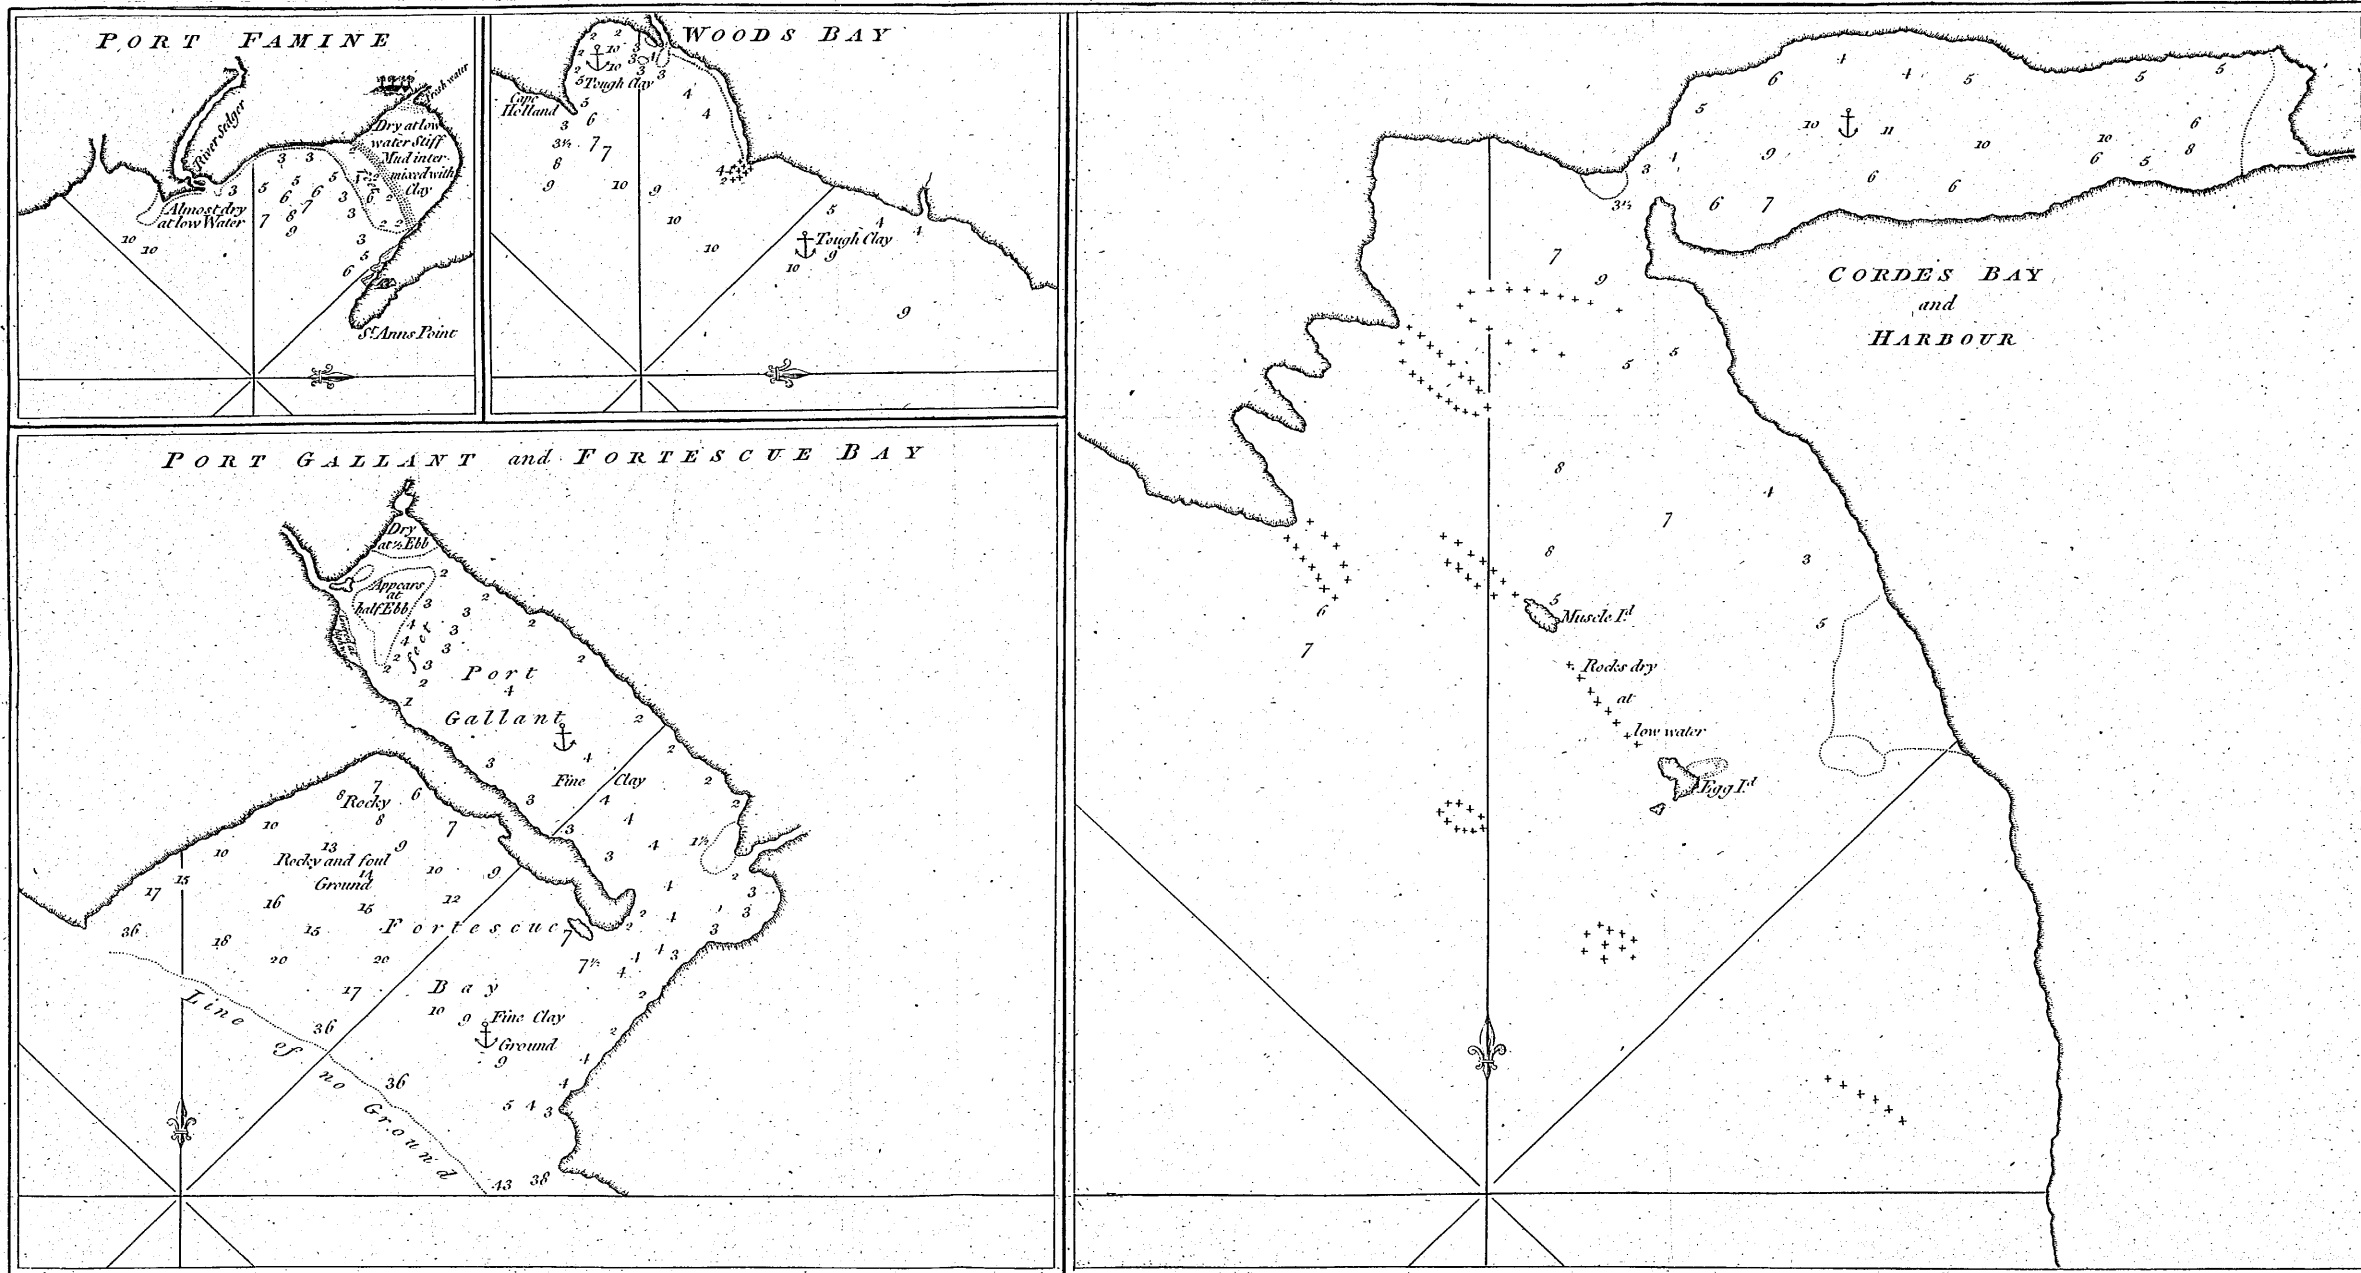 PORT FAMINE
River Sedger
Fresh water
Dry at low
water Stiff
Mud inter-
mixed with
Clay
Almost dry
at low Water
St. Anns Point
WOODS BAY
Cape
Holland
Tough Clay
Tough Clay
PORT GALLANT and FORTESCUE BAY
Dry
at ½ Ebb
Appears
at
half Ebb
Port
Gallant
Fine Clay
Rocky
Rocky and foul
Ground
Fortescue
Bay
Fine Clay
Ground
Line of no Ground
CORDES BAY
and
HARBOUR
Muscle Id.
Rocks dry
at
low water
Egg Id.